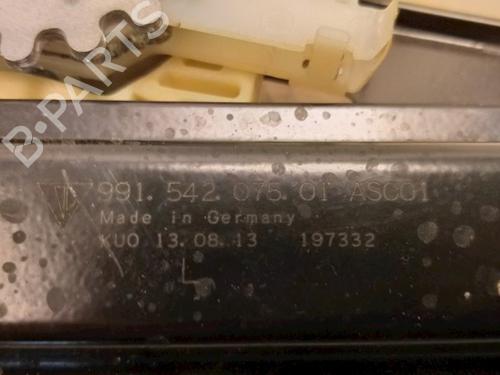 B-PARTS
991.542.075.01 ASC01
Made in Germany
KUO 13.08.13 197332
L